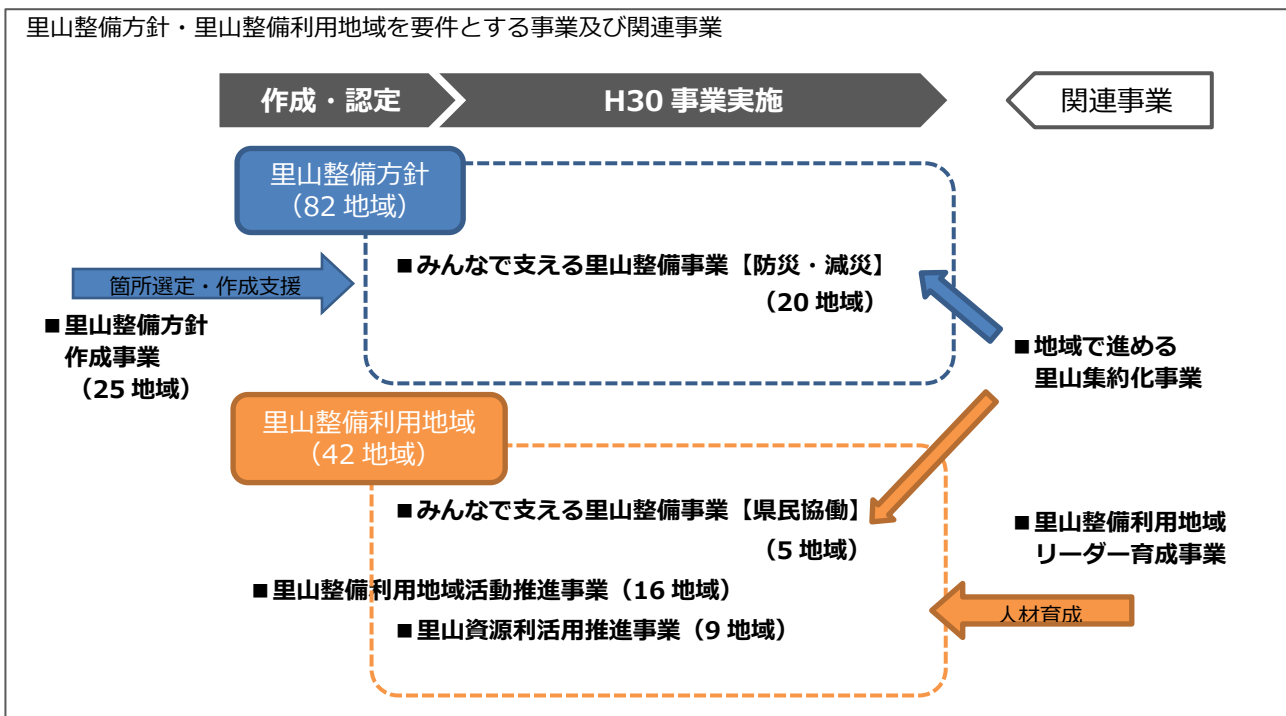 里山整備方針・里山整備利用地域を要件とする事業及び関連事業
作成・認定
H30 事業実施
関連事業
里山整備方針
（82 地域）
■みんなで支える里山整備事業【防災・減災】
（20 地域）
箇所選定・作成支援
■里山整備方針
作成事業
（25 地域）
■地域で進める
里山集約化事業
里山整備利用地域
（42 地域）
■みんなで支える里山整備事業【県民協働】
（5 地域）
■里山整備利用地域
リーダー育成事業
■里山整備利用地域活動推進事業（16 地域）
人材育成
■里山資源利活用推進事業（9 地域）